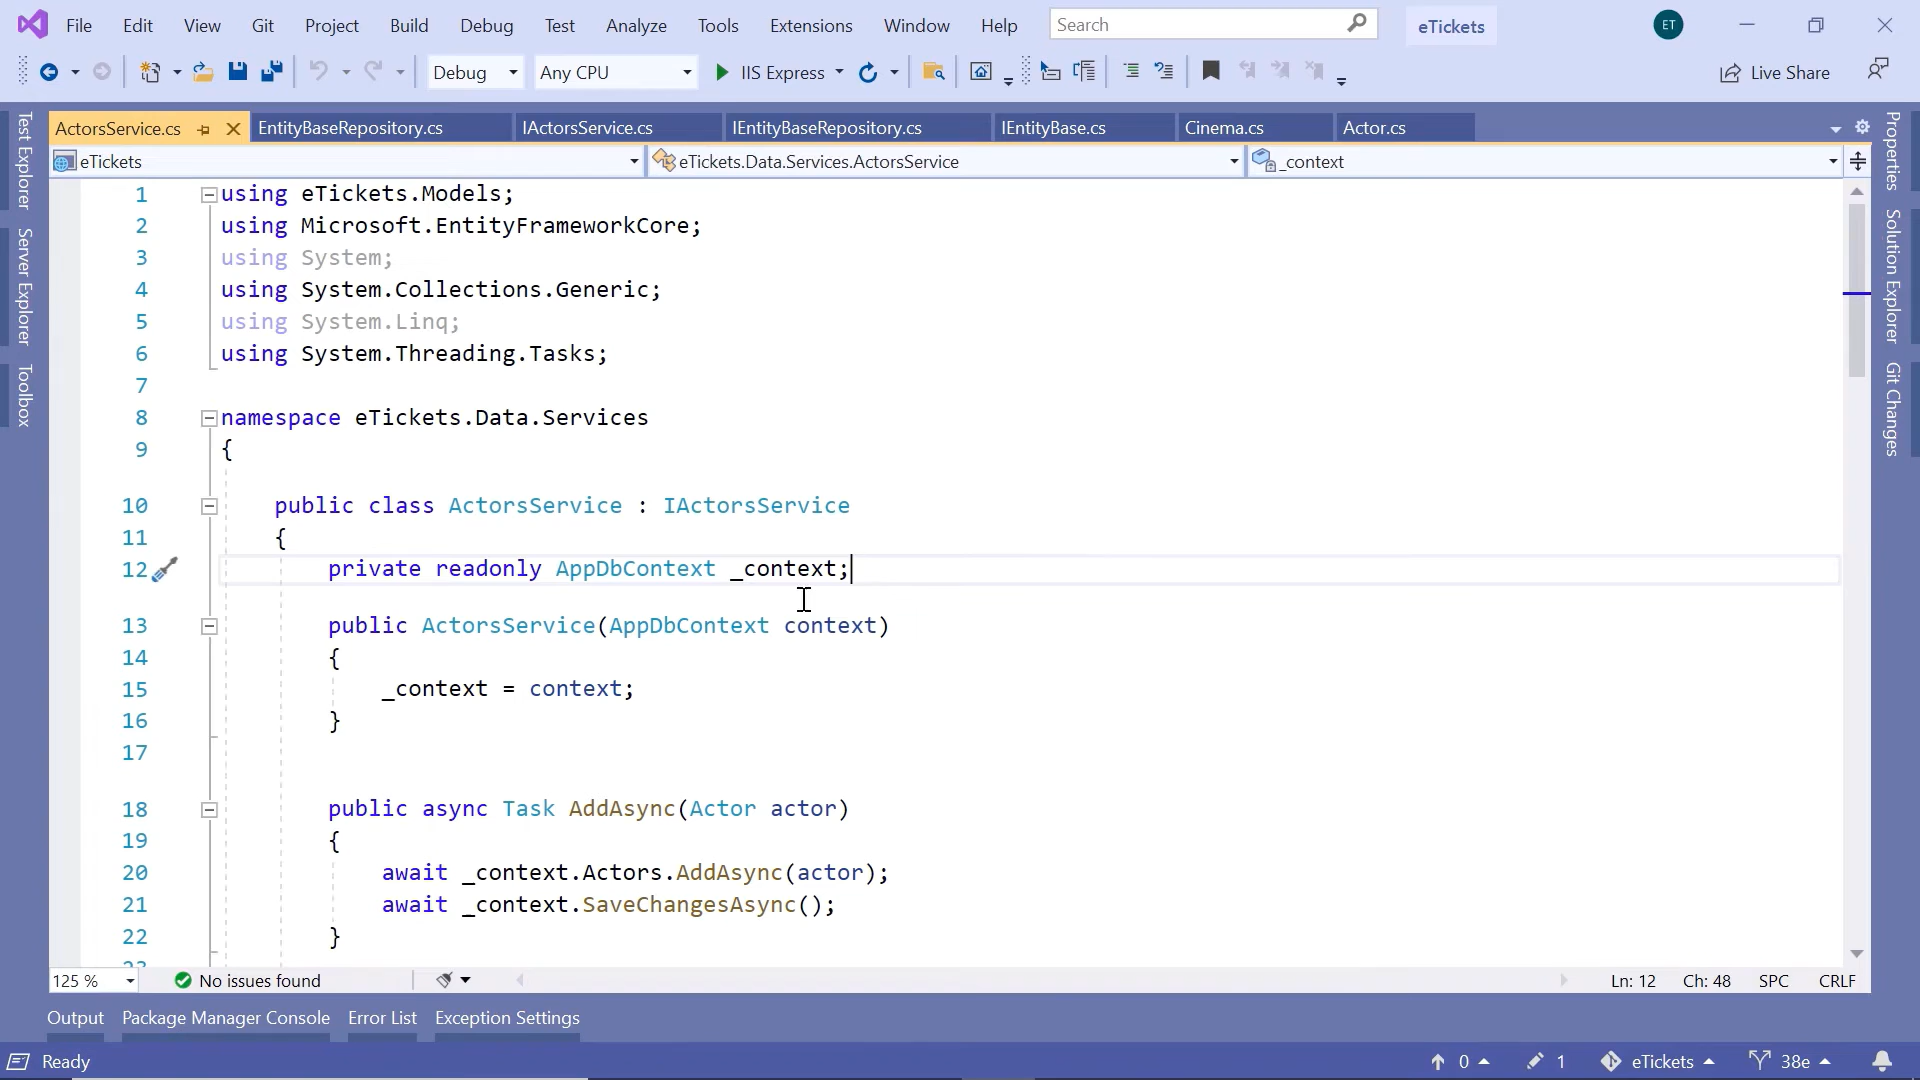 File Edit View Git Project Build Debug Test Analyze Tools Extensions Window Help Search eTickets ET
Debug Any CPU IIS Express Live Share
ActorsService.cs EntityBaseRepository.cs IActorsService.cs IEntityBaseRepository.cs IEntityBase.cs Cinema.cs Actor.cs
eTickets eTickets.Data.Services.ActorsService _context
Test Explorer
Server Explorer
Toolbox
1 using eTickets.Models;
2 using Microsoft.EntityFrameworkCore;
3 using System;
4 using System.Collections.Generic;
5 using System.Linq;
6 using System.Threading.Tasks;
7
8 namespace eTickets.Data.Services
9 {
10 public class ActorsService : IActorsService
11 {
12 private readonly AppDbContext _context;
13 public ActorsService(AppDbContext context)
14 {
15 _context = context;
16 }
17
18 public async Task AddAsync(Actor actor)
19 {
20 await _context.Actors.AddAsync(actor);
21 await _context.SaveChangesAsync();
22 }
Properties
Solution Explorer
Git Changes
125 % No issues found Ln: 12 Ch: 48 SPC CRLF
Output Package Manager Console Error List Exception Settings
Ready 0 1 eTickets 38e